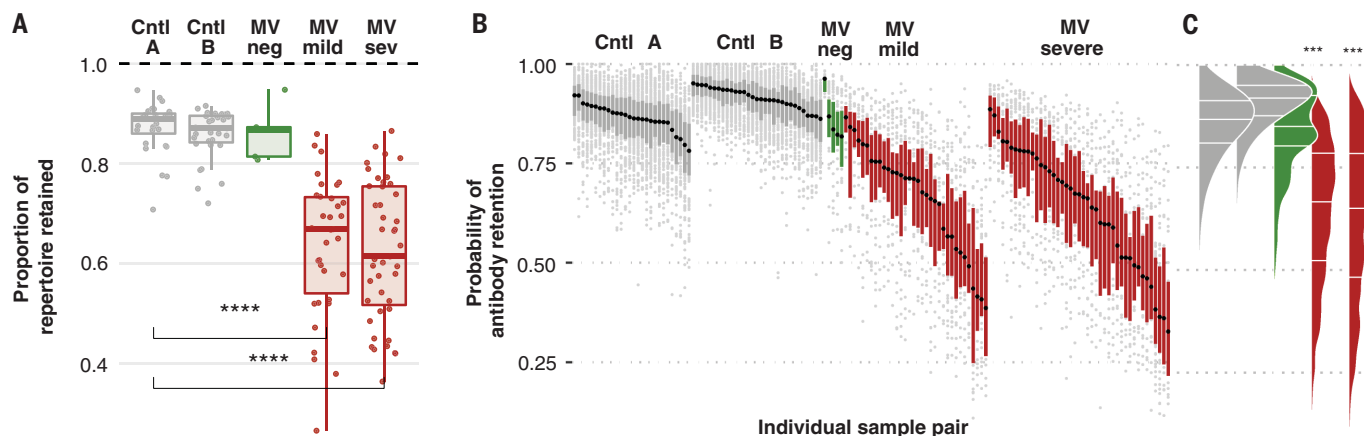 A
Cntl A
Cntl B
MV neg
MV mild
MV sev
Proportion of
repertoire retained
1.0
0.8
0.6
0.4
****
****
B
Cntl A
Cntl B
MV neg
MV mild
MV severe
Probability of
antibody retention
1.00
0.75
0.50
0.25
Individual sample pair
C
***
***